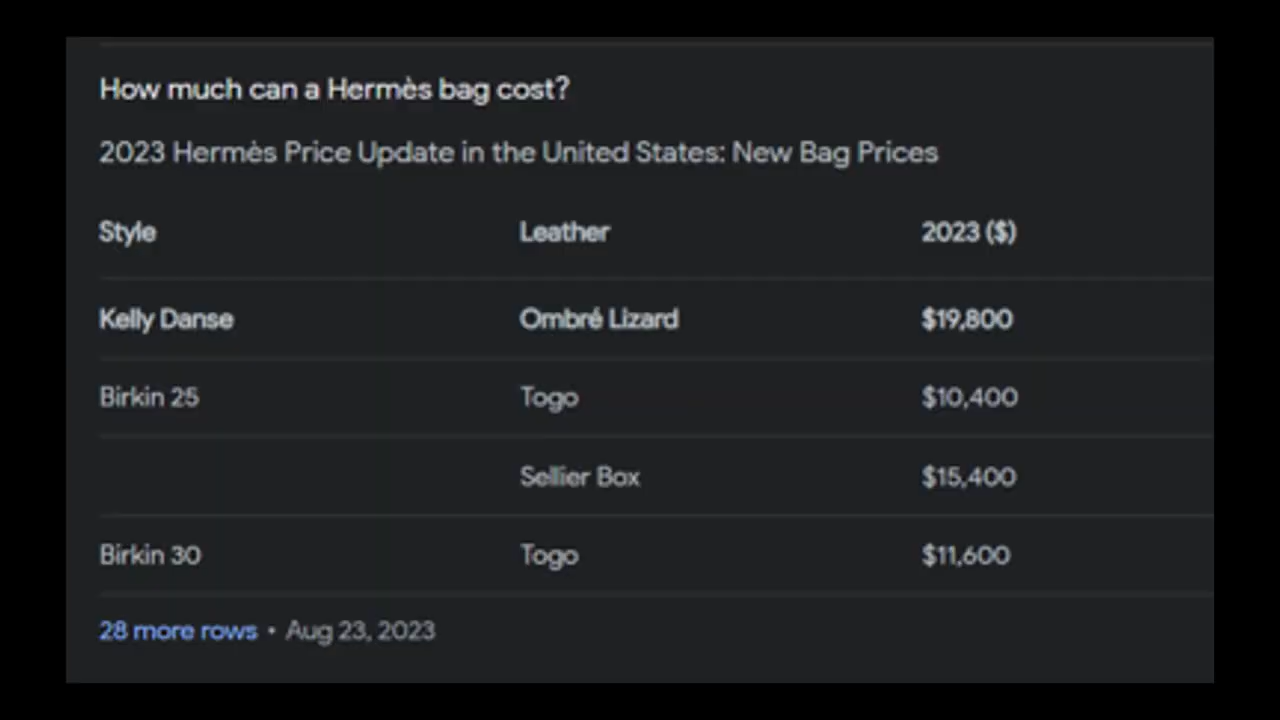 How much can a Hermès bag cost?
2023 Hermès Price Update in the United States: New Bag Prices
Style Leather 2023 ($)
Kelly Danse Ombré Lizard $19,800
Birkin 25 Togo $10,400
Sellier Box $15,400
Birkin 30 Togo $11,600
28 more rows • Aug 23, 2023